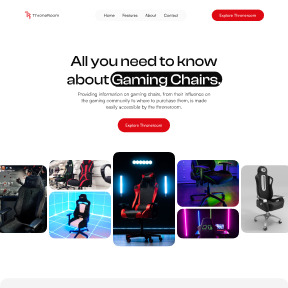 ThroneRoom
Home Features About Contact
Explore Throneroom
All you need to know
about Gaming Chairs.
Providing information on gaming chairs, from their influence on
the gaming community to where to purchase them, is made
easily accessible by the throneroom.
Explore Throneroom